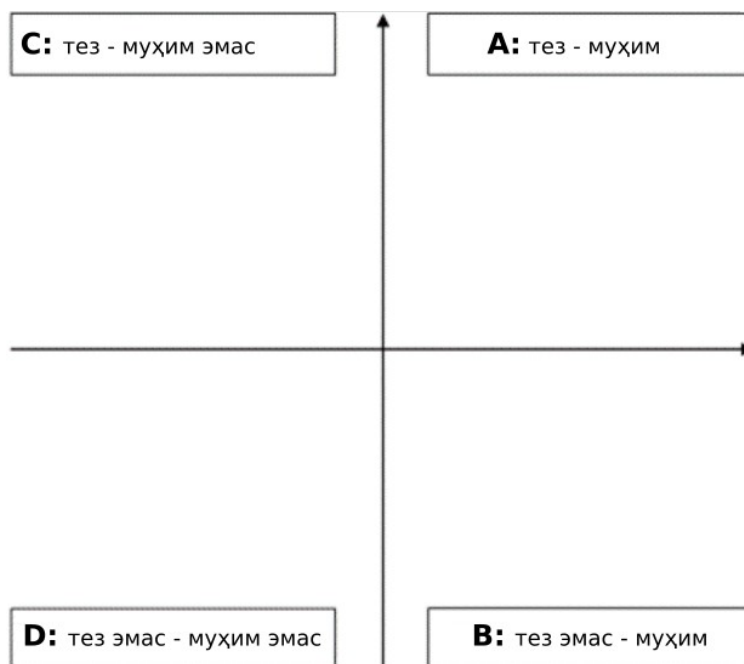 C: тез - муҳим эмас
A: тез - муҳим
D: тез эмас - муҳим эмас
B: тез эмас - муҳим